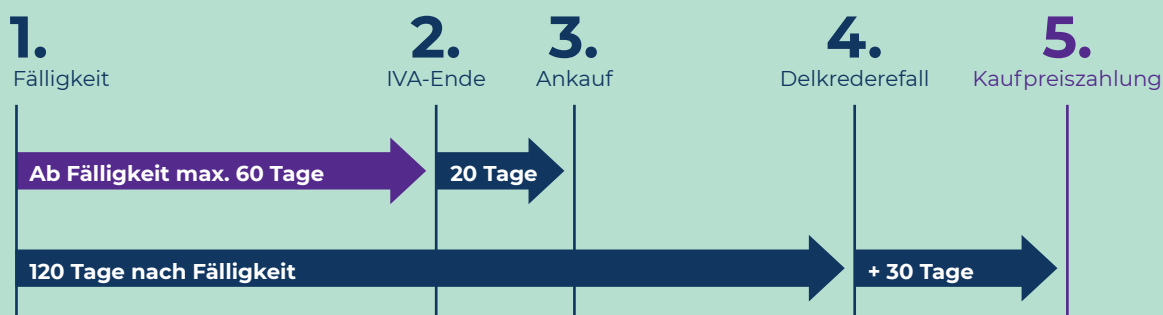 1. 2. 3. 4. 5.
Fälligkeit IVA-Ende Ankauf Delkrederefall Kaufpreiszahlung
Ab Fälligkeit max. 60 Tage 20 Tage
120 Tage nach Fälligkeit + 30 Tage